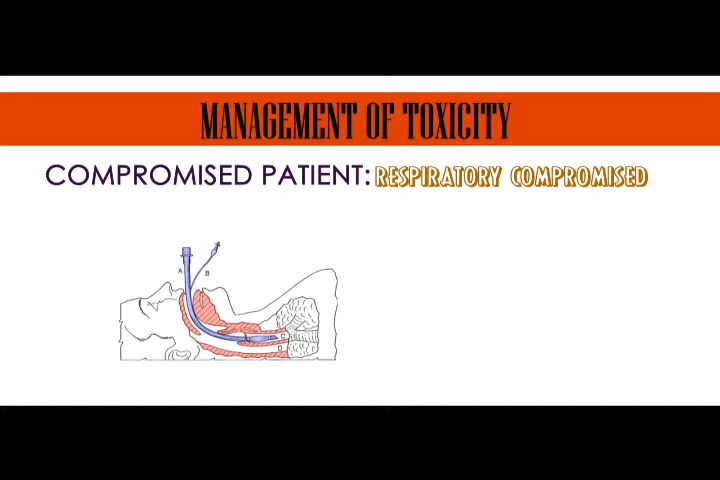 MANAGEMENT OF TOXICITY
COMPROMISED PATIENT: RESPIRATORY COMPROMISED
A
B
C
D